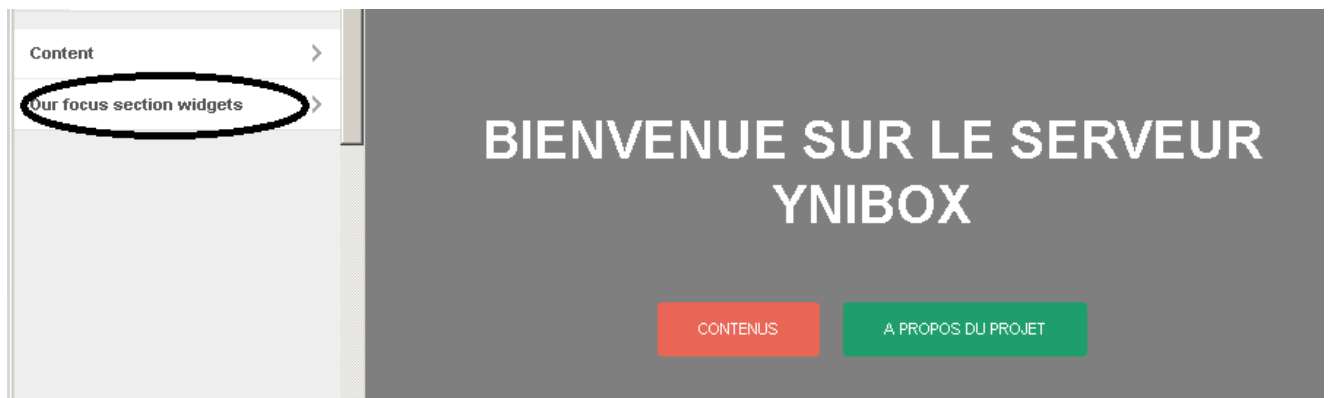 Content
Our focus section widgets
BIENVENUE SUR LE SERVEUR
YNIBOX
CONTENUS
A PROPOS DU PROJET